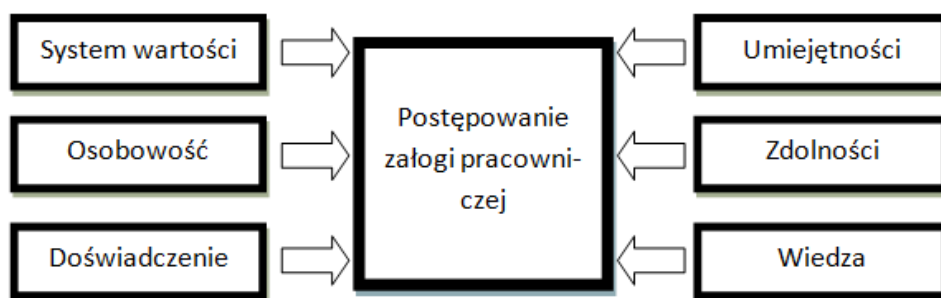 System wartości
Umiejętności
Osobowość
Postępowanie
załogi pracowni-
czej
Zdolności
Doświadczenie
Wiedza